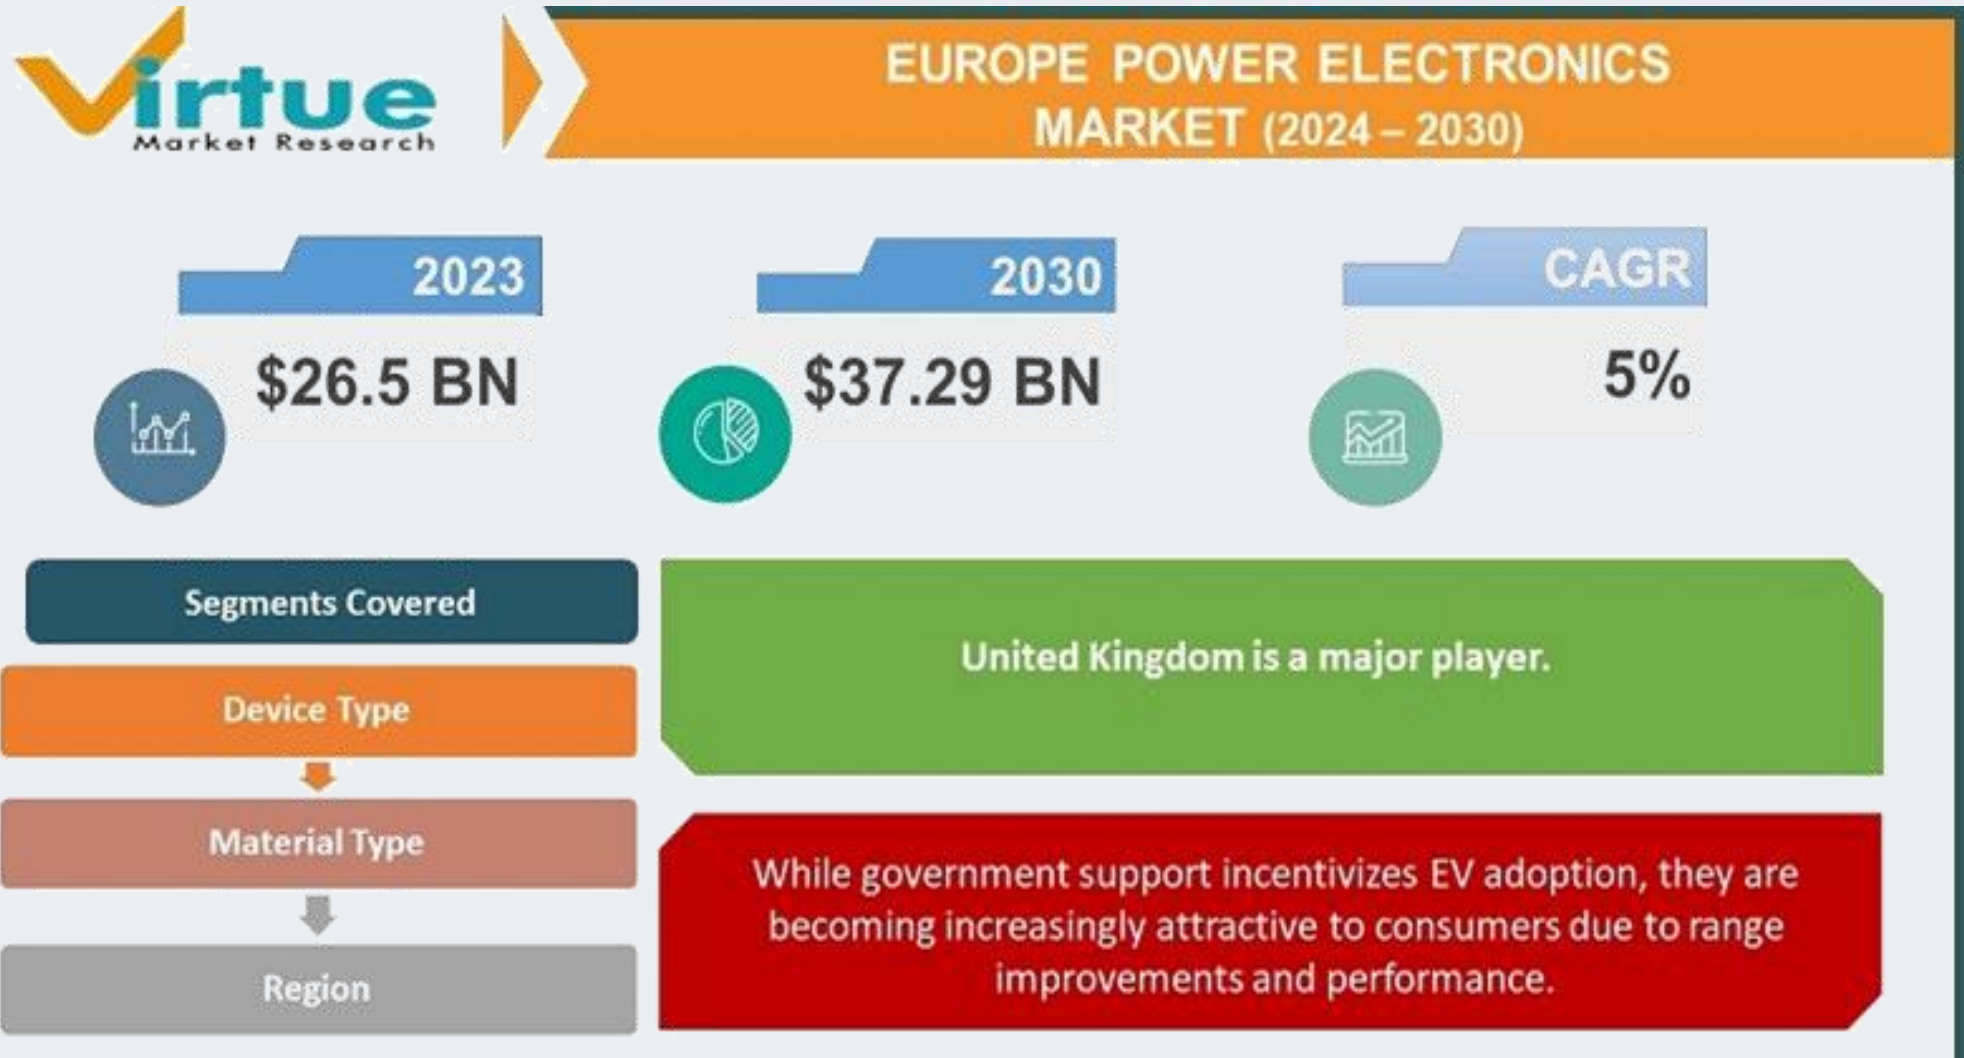 Virtue
Market Research
EUROPE POWER ELECTRONICS
MARKET (2024 – 2030)
2023
2030
CAGR
$26.5 BN
$37.29 BN
5%
Segments Covered
Device Type
Material Type
Region
United Kingdom is a major player.
While government support incentivizes EV adoption, they are
becoming increasingly attractive to consumers due to range
improvements and performance.